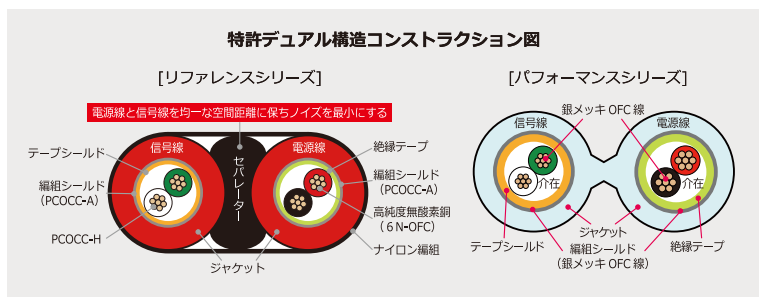 特許デュアル構造コンストラクション図
[リファレンスシリーズ]
電源線と信号線を均一な空間距離に保ちノイズを最小にする
テープシールド
信号線
セパレーター
電源線
絶縁テープ
編組シールド
(PCOCC-A)
編組シールド
(PCOCC-A)
高純度無酸素銅
(6N-OFC)
PCOCC-H
ジャケット
ナイロン編組
[パフォーマンスシリーズ]
銀メッキOFC線
信号線
電源線
介在
介在
ジャケット
テープシールド
編組シールド
(銀メッキOFC線)
絶縁テープ